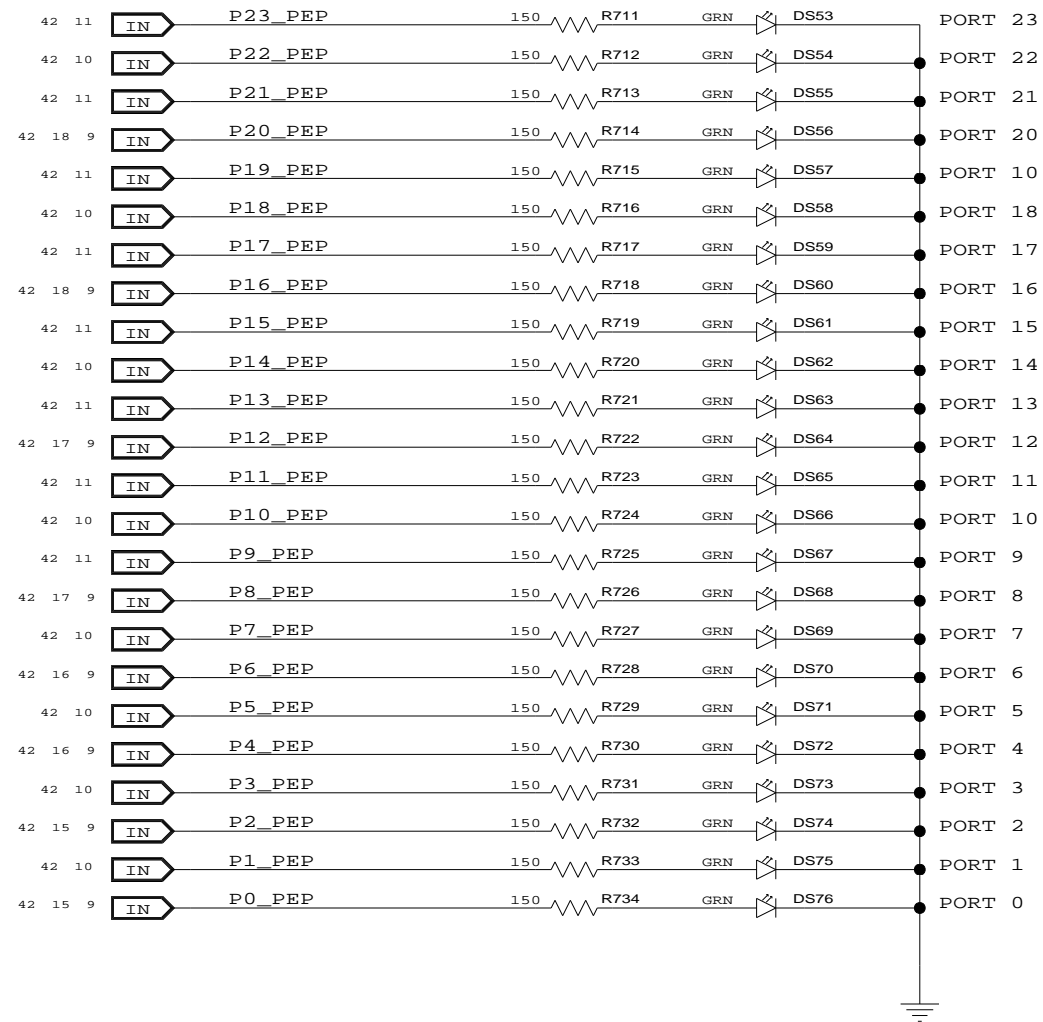 42 11 IN P23_PEP 150 R711 GRN DS53 PORT 23
42 10 IN P22_PEP 150 R712 GRN DS54 PORT 22
42 11 IN P21_PEP 150 R713 GRN DS55 PORT 21
42 18 9 IN P20_PEP 150 R714 GRN DS56 PORT 20
42 11 IN P19_PEP 150 R715 GRN DS57 PORT 10
42 10 IN P18_PEP 150 R716 GRN DS58 PORT 18
42 11 IN P17_PEP 150 R717 GRN DS59 PORT 17
42 18 9 IN P16_PEP 150 R718 GRN DS60 PORT 16
42 11 IN P15_PEP 150 R719 GRN DS61 PORT 15
42 10 IN P14_PEP 150 R720 GRN DS62 PORT 14
42 11 IN P13_PEP 150 R721 GRN DS63 PORT 13
42 17 9 IN P12_PEP 150 R722 GRN DS64 PORT 12
42 11 IN P11_PEP 150 R723 GRN DS65 PORT 11
42 10 IN P10_PEP 150 R724 GRN DS66 PORT 10
42 11 IN P9_PEP 150 R725 GRN DS67 PORT 9
42 17 9 IN P8_PEP 150 R726 GRN DS68 PORT 8
42 10 IN P7_PEP 150 R727 GRN DS69 PORT 7
42 16 9 IN P6_PEP 150 R728 GRN DS70 PORT 6
42 10 IN P5_PEP 150 R729 GRN DS71 PORT 5
42 16 9 IN P4_PEP 150 R730 GRN DS72 PORT 4
42 10 IN P3_PEP 150 R731 GRN DS73 PORT 3
42 15 9 IN P2_PEP 150 R732 GRN DS74 PORT 2
42 10 IN P1_PEP 150 R733 GRN DS75 PORT 1
42 15 9 IN P0_PEP 150 R734 GRN DS76 PORT 0